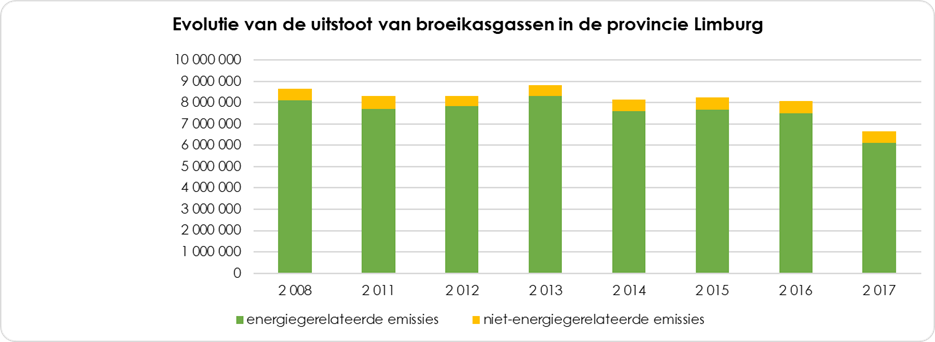 Evolutie van de uitstoot van broeikasgassen in de provincie Limburg
10 000 000
9 000 000
8 000 000
7 000 000
6 000 000
5 000 000
4 000 000
3 000 000
2 000 000
1 000 000
0
2 008 2 011 2 012 2 013 2 014 2 015 2 016 2 017
energiegerelateerde emissies niet-energiegerelateerde emissies